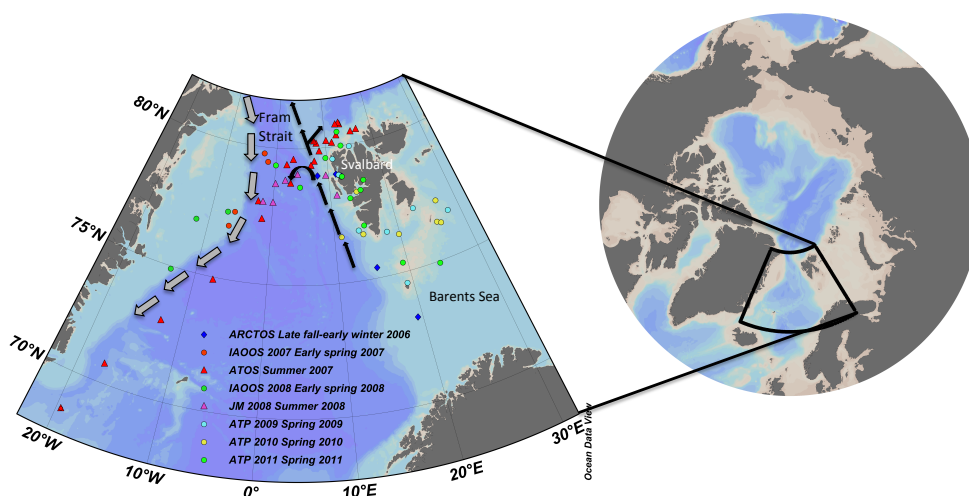 80°N
Fram
Strait
Svalbard
75°N
Barents Sea
70°N
ARCTOS Late fall-early winter 2006
IAOOS 2007 Early spring 2007
ATOS Summer 2007
IAOOS 2008 Early spring 2008
JM 2008 Summer 2008
ATP 2009 Spring 2009
ATP 2010 Spring 2010
ATP 2011 Spring 2011
20°W
10°W
0°
10°E
20°E
30°E
Ocean Data View